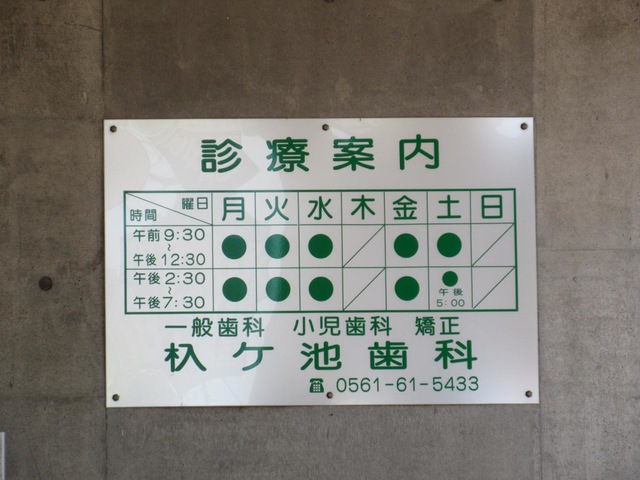 診療案内
曜日 月 火 水 木 金 土 日
時間
午前 9:30 ～ 午後 12:30 ● ● ● ／ ● ● ／
午後 2:30 ～ 午後 7:30 ● ● ● ／ ● ● 午後 5:00 ／
一般歯科 小児歯科 矯正
杁ケ池歯科
☎ 0561-61-5433